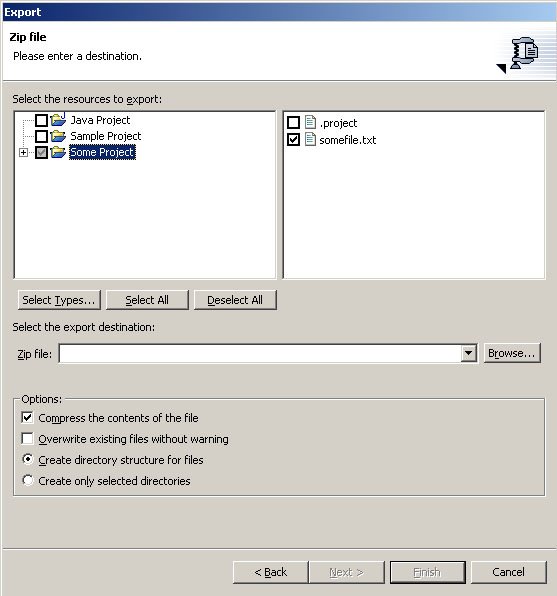 Export
Zip file
Please enter a destination.
Select the resources to export:
Java Project
Sample Project
Some Project
.project
somefile.txt
Select Types...
Select All
Deselect All
Select the export destination:
Zip file:
Browse...
Options:
Compress the contents of the file
Overwrite existing files without warning
Create directory structure for files
Create only selected directories
< Back
Next >
Finish
Cancel